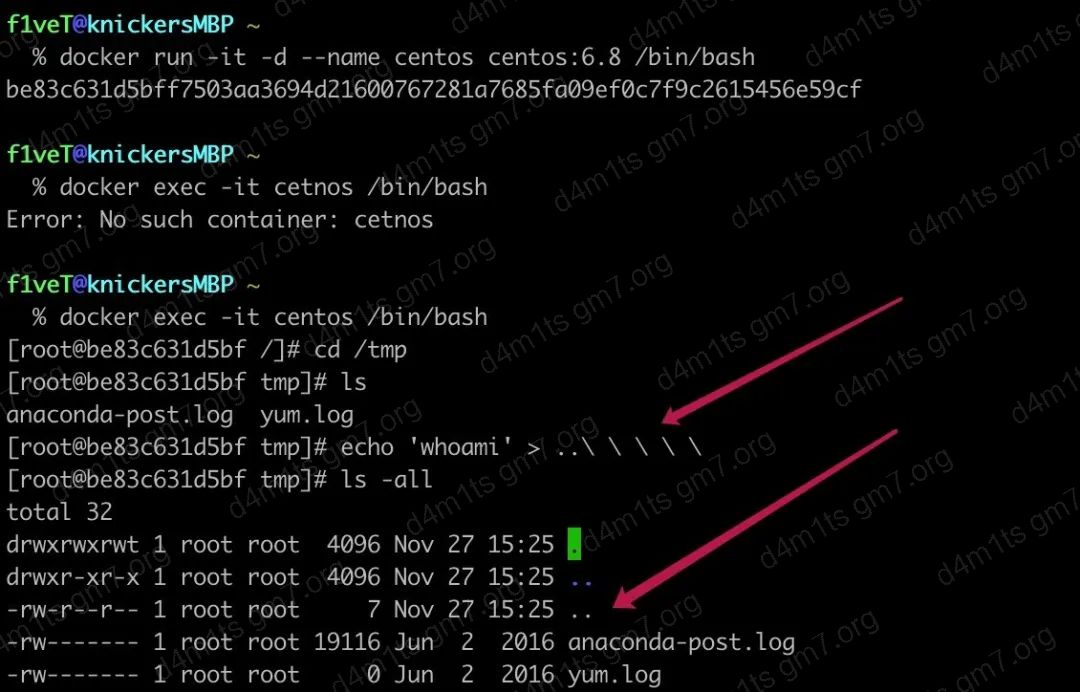 f1veT@knickersMBP ~
% docker run -it -d --name centos centos:6.8 /bin/bash
be83c631d5bff7503aa3694d21600767281a7685fa09ef0c7f9c2615456e59cf
f1veT@knickersMBP ~
% docker exec -it cetnos /bin/bash
Error: No such container: cetnos
f1veT@knickersMBP ~
% docker exec -it centos /bin/bash
[root@be83c631d5bf /]# cd /tmp
[root@be83c631d5bf tmp]# ls
anaconda-post.log  yum.log
[root@be83c631d5bf tmp]# echo 'whoami' > ..\ \ \ \ \
[root@be83c631d5bf tmp]# ls -all
total 32
drwxrwxrwt 1 root root  4096 Nov 27 15:25 .
drwxr-xr-x 1 root root  4096 Nov 27 15:25 ..
-rw-r--r-- 1 root root     7 Nov 27 15:25 ..
-rw------- 1 root root 19116 Jun  2  2016 anaconda-post.log
-rw------- 1 root root     0 Jun  2  2016 yum.log
d4m1ts gm7.org